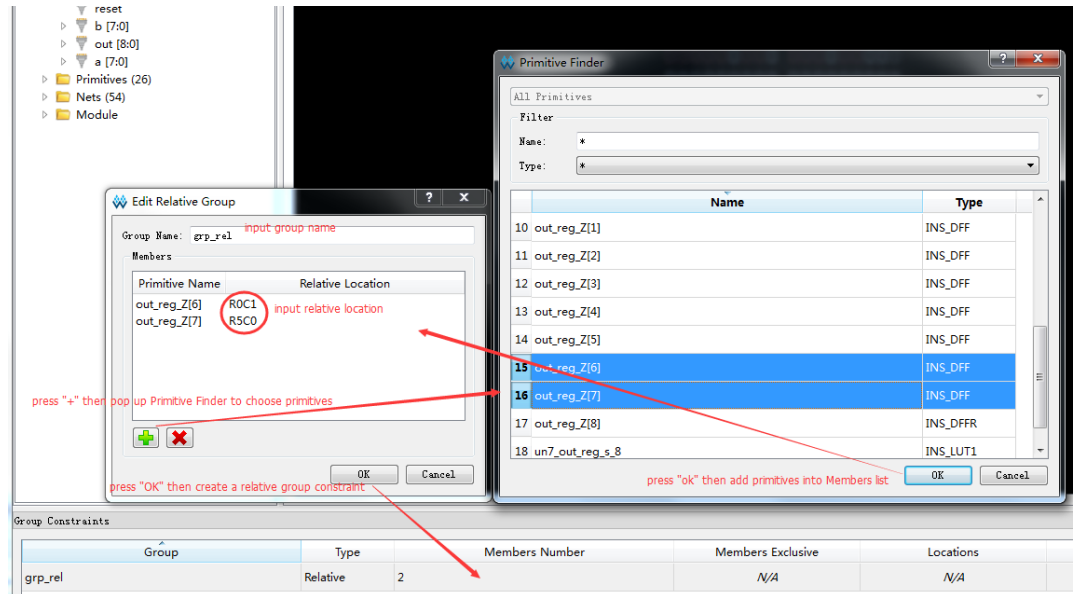 reset
b [7:0]
out [8:0]
a [7:0]
Primitives (26)
Nets (54)
Module
Primitive Finder
All Primitives
Filter
Name: *
Type: *
Name Type
10 out_reg_Z[1] INS_DFF
11 out_reg_Z[2] INS_DFF
12 out_reg_Z[3] INS_DFF
13 out_reg_Z[4] INS_DFF
14 out_reg_Z[5] INS_DFF
15 out_reg_Z[6] INS_DFF
16 out_reg_Z[7] INS_DFF
17 out_reg_Z[8] INS_DFFR
18 un7_out_reg_s_8 INS_LUT1
press "ok" then add primitives into Members list
OK Cancel
Edit Relative Group
Group Name: grp_rel
input group name
Members
Primitive Name Relative Location
out_reg_Z[6] R0C1
out_reg_Z[7] R5C0
input relative location
press "+" then pop up Primitive Finder to choose primitives
OK Cancel
press "OK" then create a relative group constraint
Group Constraints
Group Type Members Number Members Exclusive Locations
grp_rel Relative 2 N/A N/A